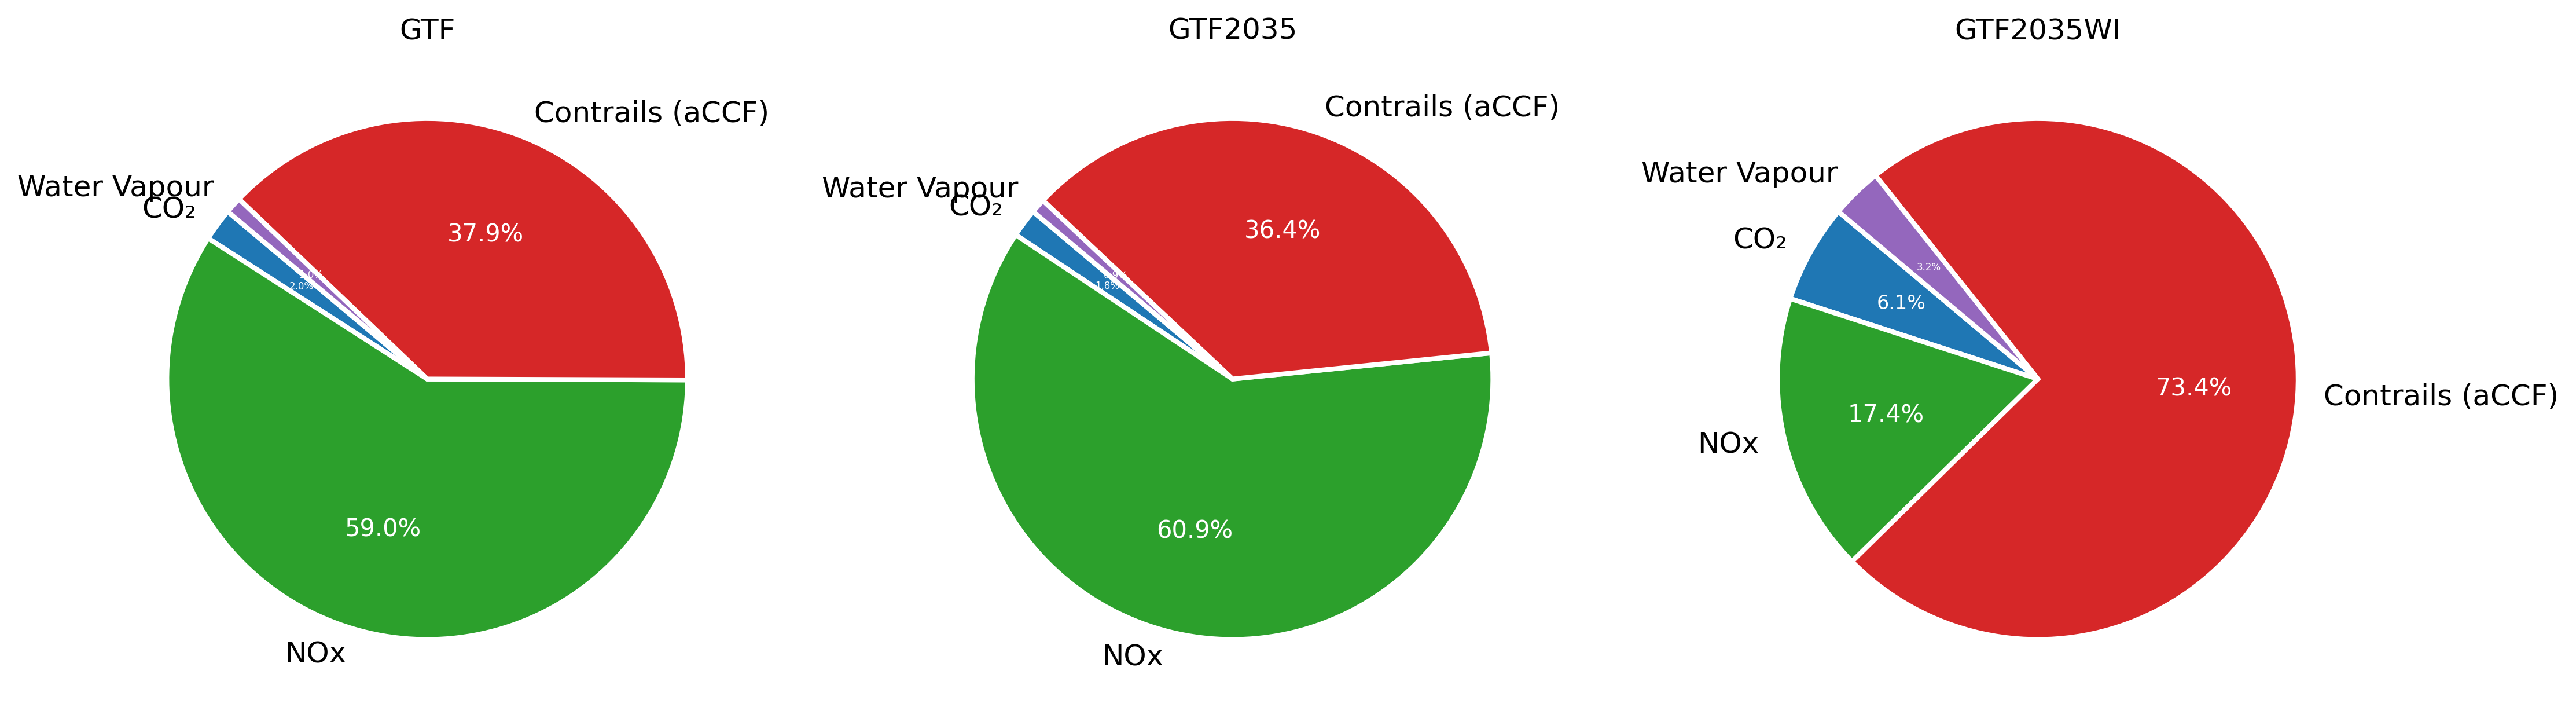 GTF
Contrails (aCCF)
Water Vapour
CO₂
37.9%
2.0%
59.0%
NOx
GTF2035
Contrails (aCCF)
Water Vapour
CO₂
36.4%
1.8%
60.9%
NOx
GTF2035WI
Water Vapour
CO₂
3.2%
6.1%
73.4%
Contrails (aCCF)
17.4%
NOx